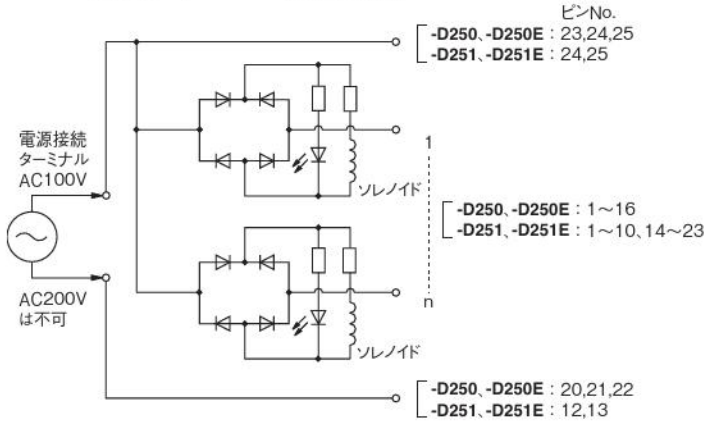 ピンNo.
-D250、-D250E：23,24,25
-D251、-D251E：24,25
電源接続
ターミナル
AC100V
ソレノイド
1
-D250、-D250E：1～16
-D251、-D251E：1～10、14～23
AC200V
は不可
n
ソレノイド
-D250、-D250E：20,21,22
-D251、-D251E：12,13